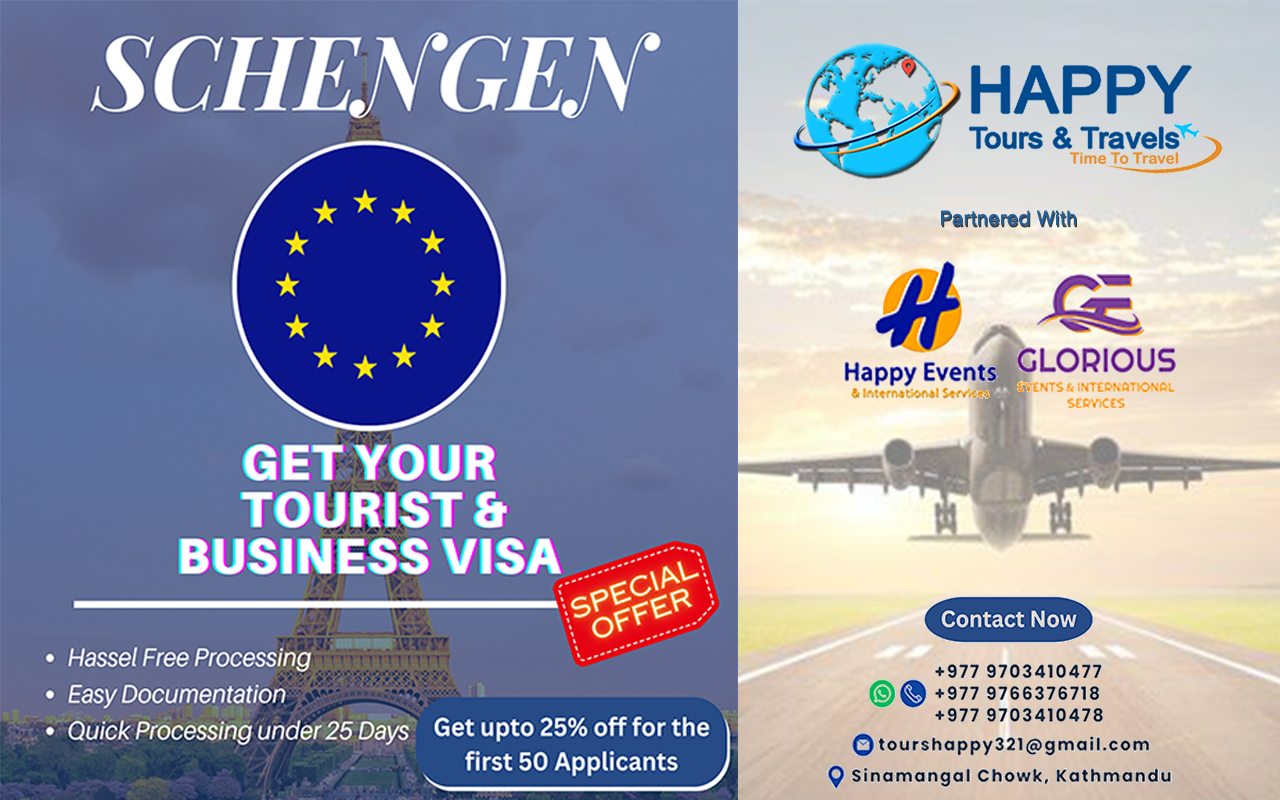 SCHENGEN
GET YOUR
TOURIST &
BUSINESS VISA
SPECIAL
OFFER
• Hassel Free Processing
• Easy Documentation
• Quick Processing under 25 Days
Get upto 25% off for the
first 50 Applicants
HAPPY
Tours & Travels
Time To Travel
Partnered With
H
Happy Events
& International Services
GE
GLORIOUS
EVENTS & INTERNATIONAL
SERVICES
Contact Now
+977 9703410477
+977 9766376718
+977 9703410478
tourshappy321@gmail.com
Sinamangal Chowk, Kathmandu